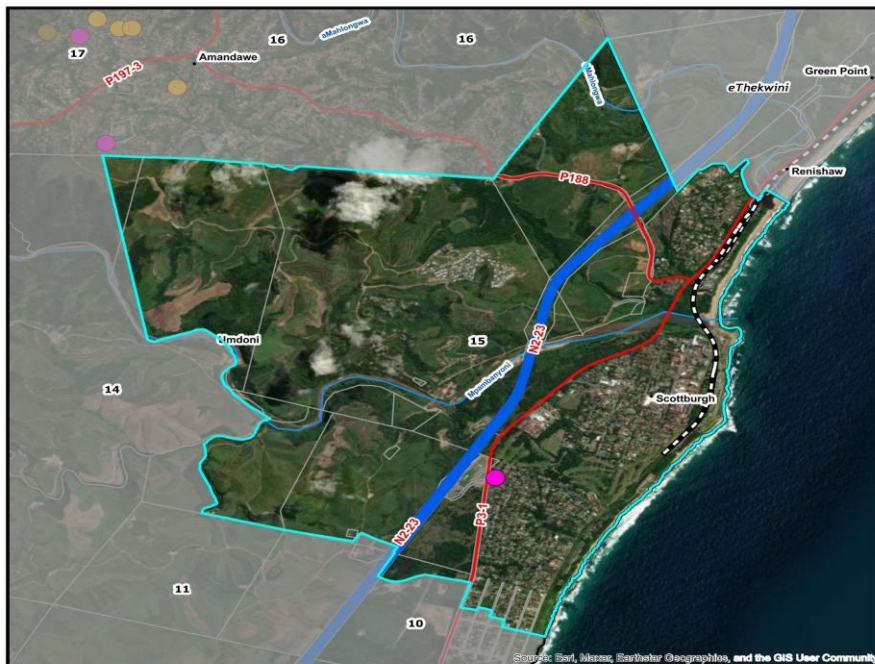 16
aMahlongwa
16
17
Amandawe
P197-3
Green Point
aMahlongwa
eThekwini
Renishaw
P188
Umdoni
15
N2-23
Mpambanyoni
14
Scottburgh
P3-1
N2-23
11
10
Source: Esri, Maxar, Earthstar Geographics, and the GIS User Community